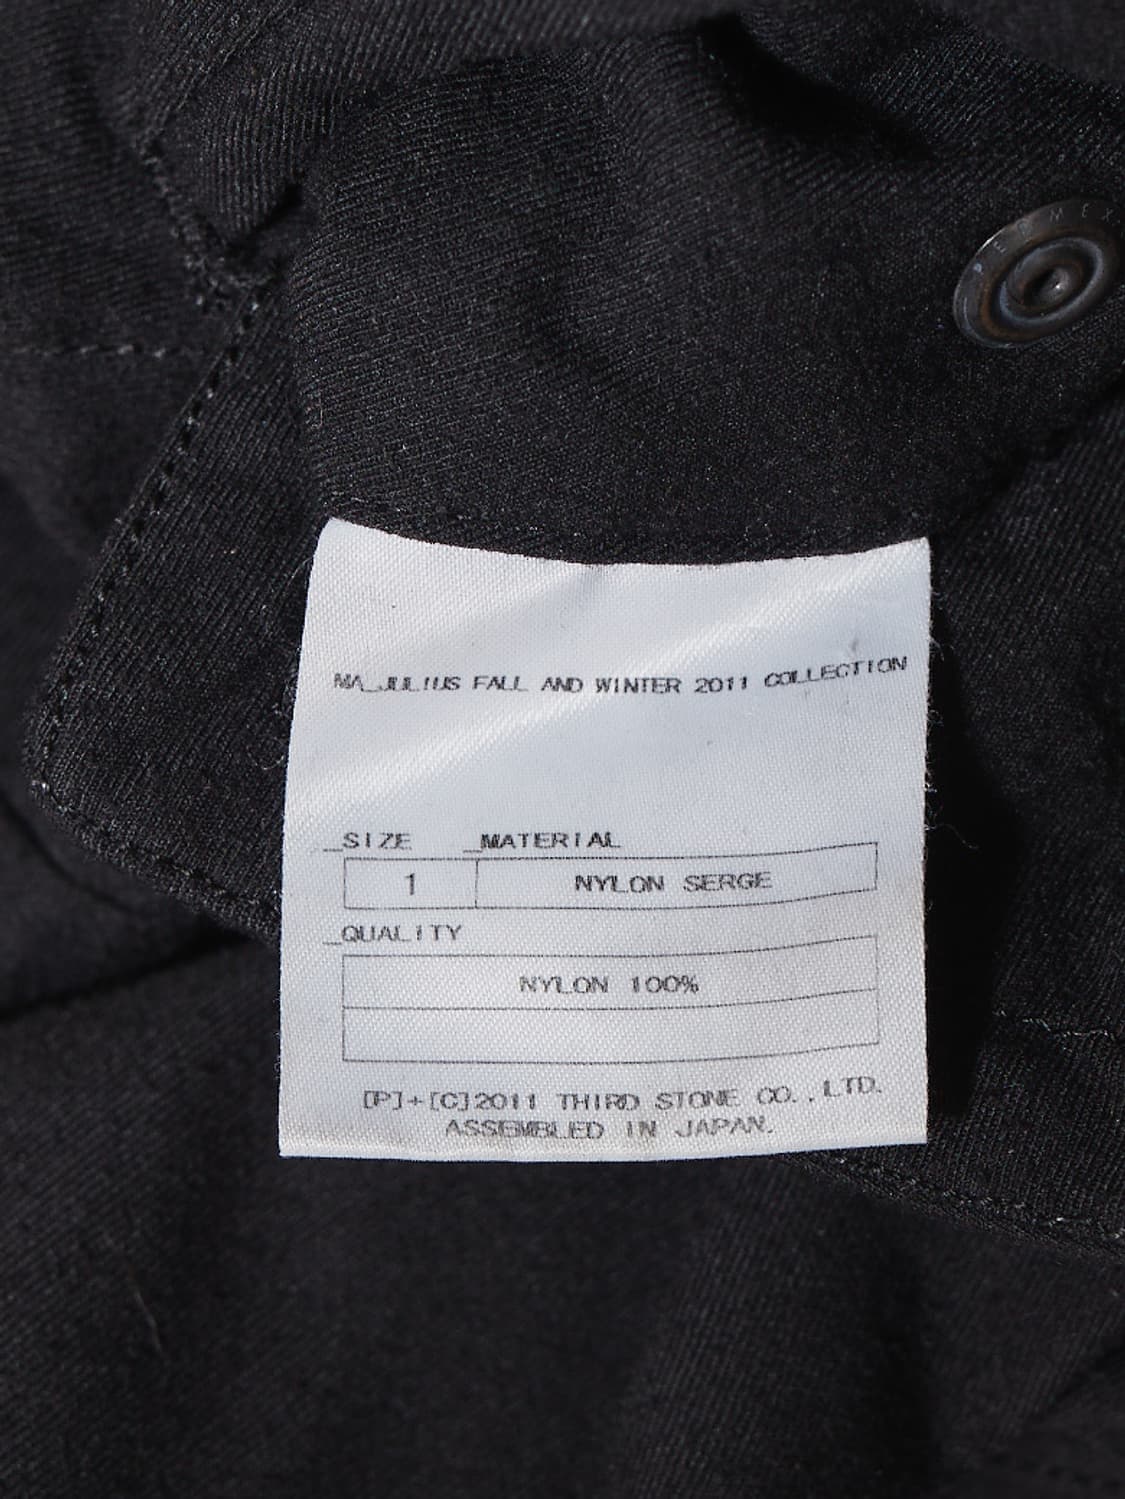 MA_JULIUS FALL AND WINTER 2011 COLLECTION
_SIZE _MATERIAL
1 NYLON SERGE
_QUALITY
NYLON 100%
[P]+[C]2011 THIRD STONE CO.,LTD.
ASSEMBLED IN JAPAN.